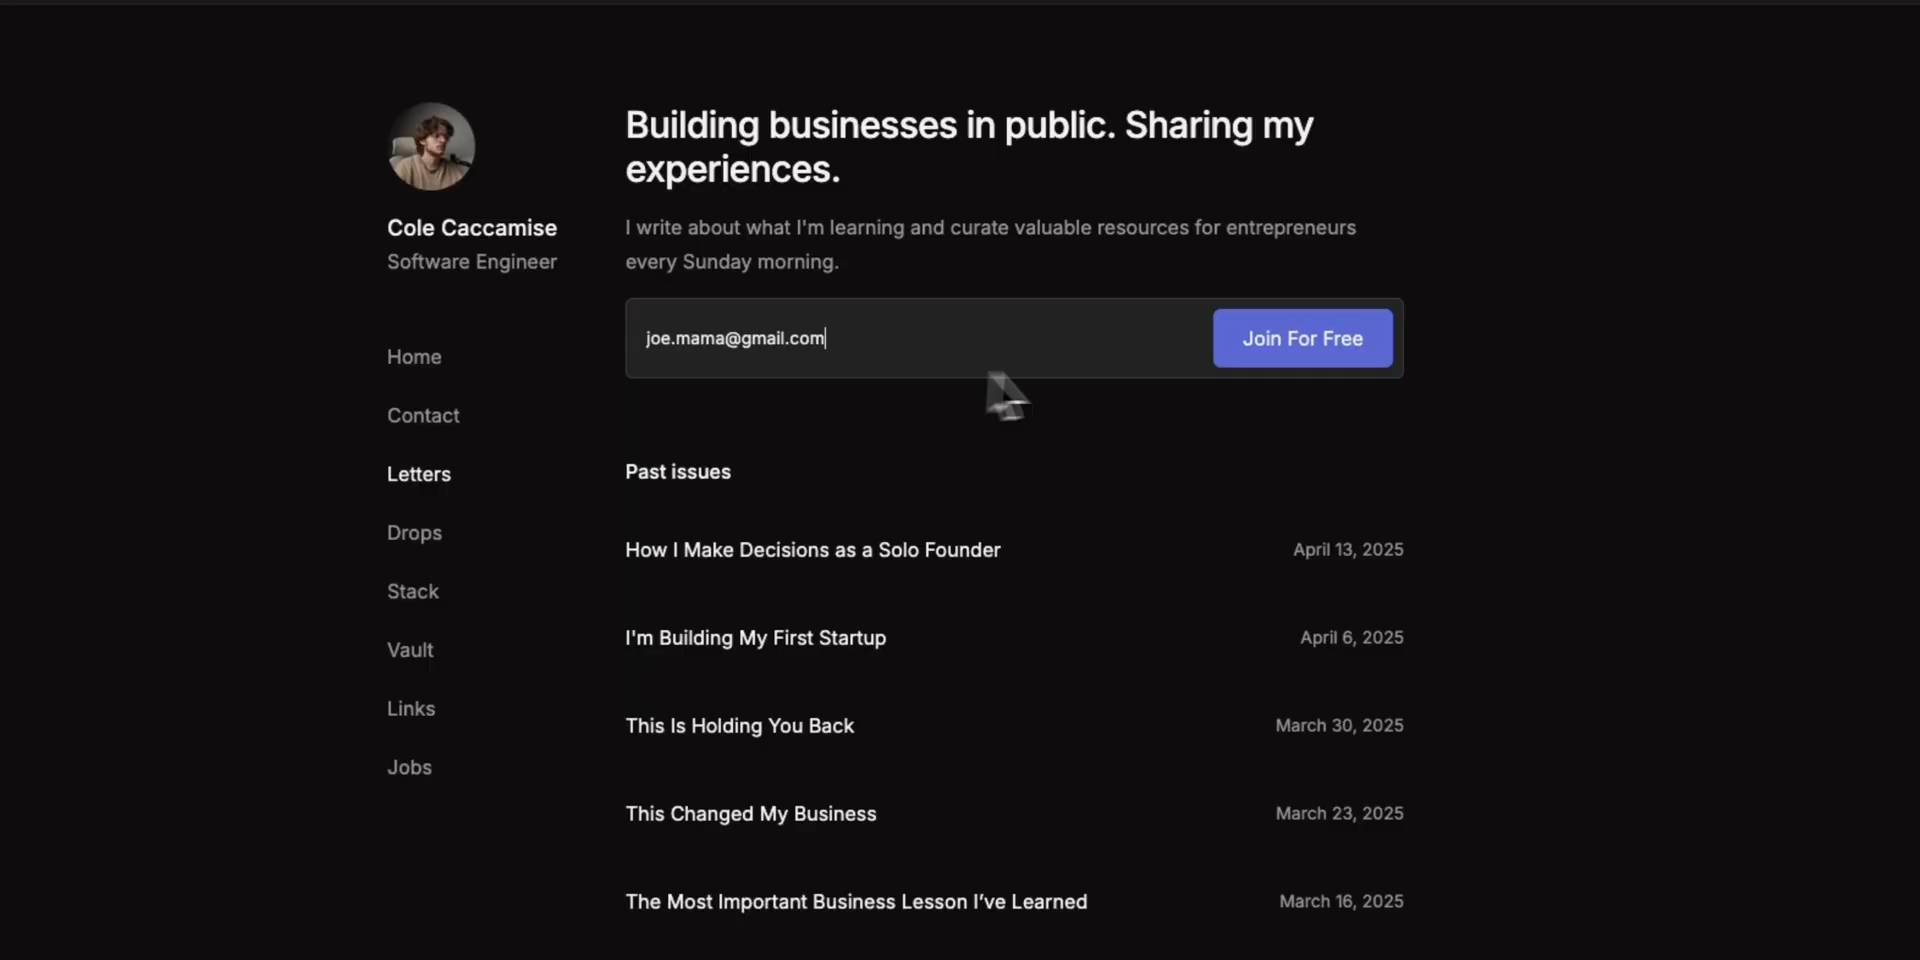 Cole Caccamise
Software Engineer
Home
Contact
Letters
Drops
Stack
Vault
Links
Jobs
Building businesses in public. Sharing my
experiences.
I write about what I'm learning and curate valuable resources for entrepreneurs
every Sunday morning.
joe.mama@gmail.com
Join For Free
Past issues
How I Make Decisions as a Solo Founder April 13, 2025
I'm Building My First Startup April 6, 2025
This Is Holding You Back March 30, 2025
This Changed My Business March 23, 2025
The Most Important Business Lesson I’ve Learned March 16, 2025